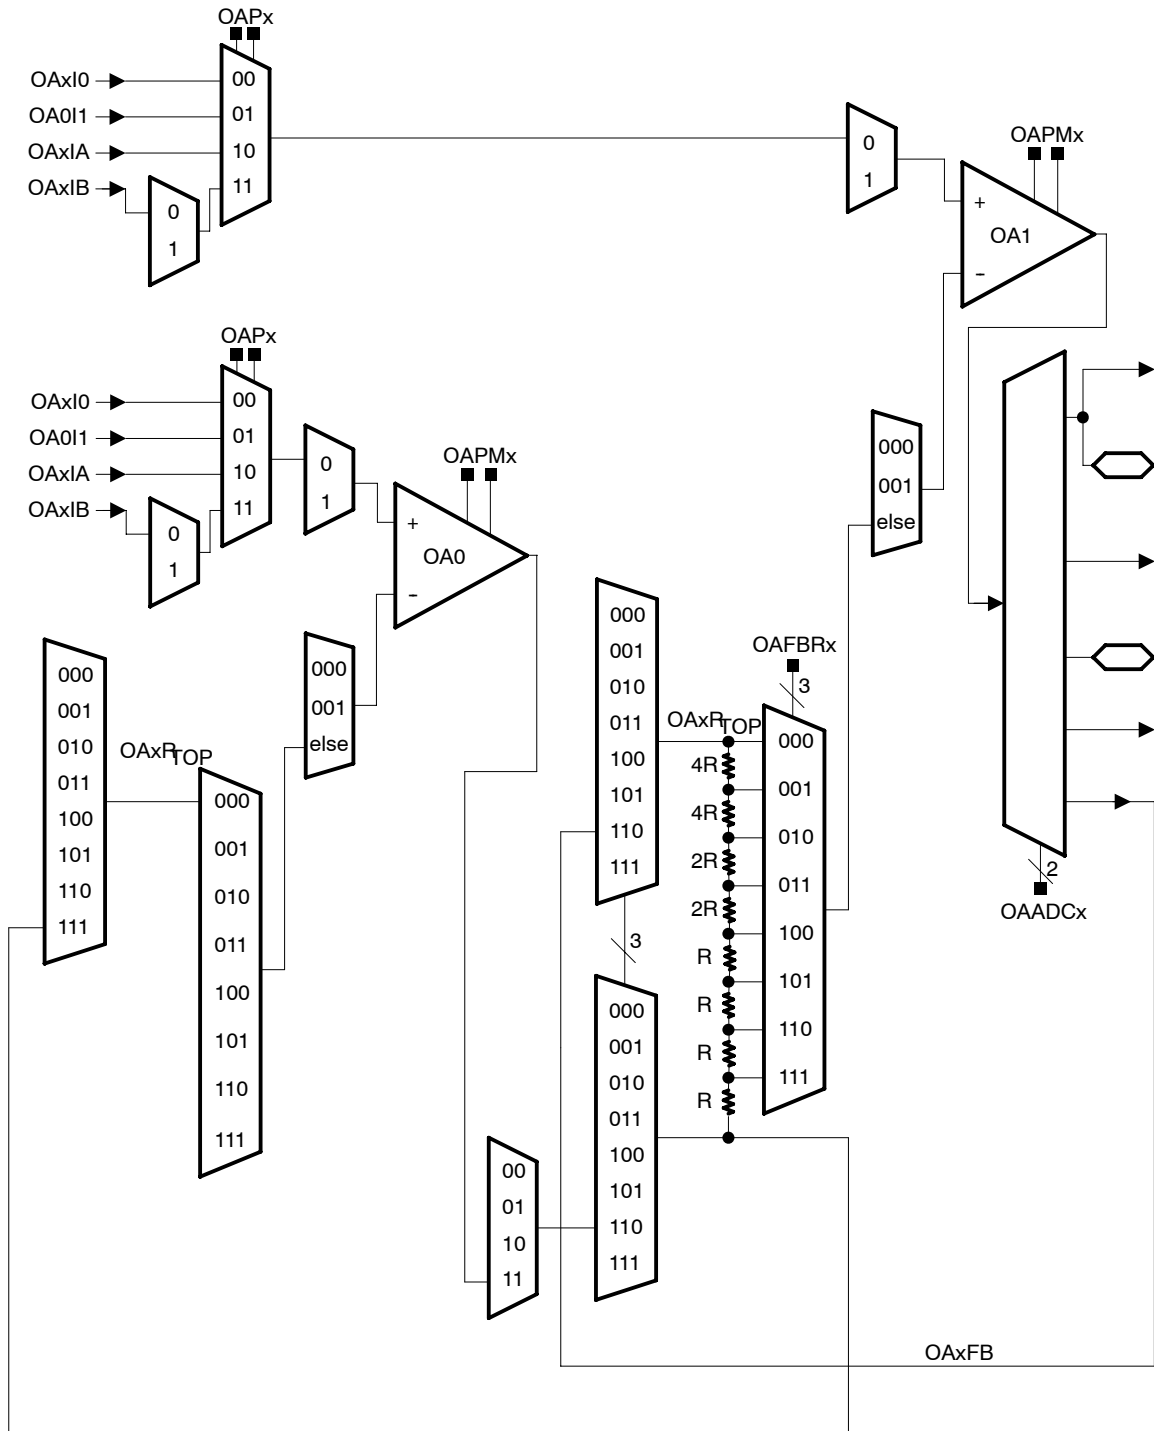 OAPx
OAxI0
OA0I1
OAxIA
OAxIB
00
01
10
11
0
1
0
1
OAPMx
+
OA1
−
OAPx
OAxI0
OA0I1
OAxIA
OAxIB
00
01
10
11
0
1
0
1
OAPMx
+
OA0
−
000
001
else
000
001
else
000
001
010
011
100
101
110
111
OAxRTOP
000
001
010
011
100
101
110
111
000
001
010
011
100
101
110
111
OAxRTOP
OAFBRx
3
4R
4R
2R
2R
R
R
R
R
000
001
010
011
100
101
110
111
2
OAADCx
3
000
001
010
011
100
101
110
111
00
01
10
11
OAxFB